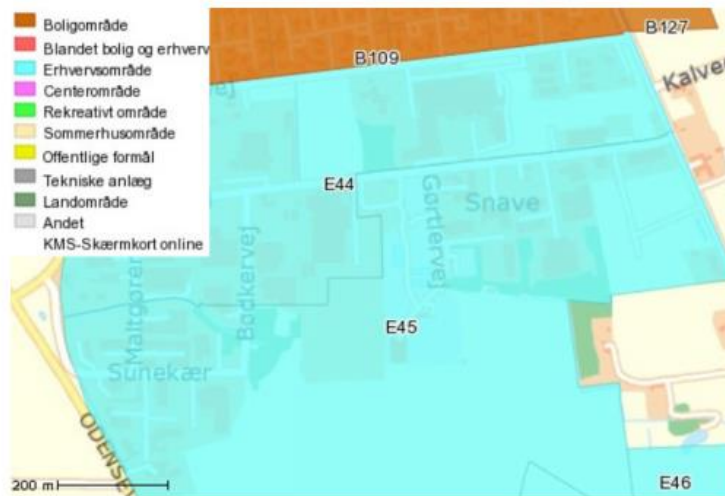 Boligområde
Blandet bolig og erhverv
Erhvervsområde
Centerområde
Rekreativt område
Sommerhusområde
Offentlige formål
Tekniske anlæg
Landområde
Andet
KMS-Skærmkort online
B127
B109
E44
Snave
Gørtlervej
Bødkervej
E45
Sunekær
200 m
E46